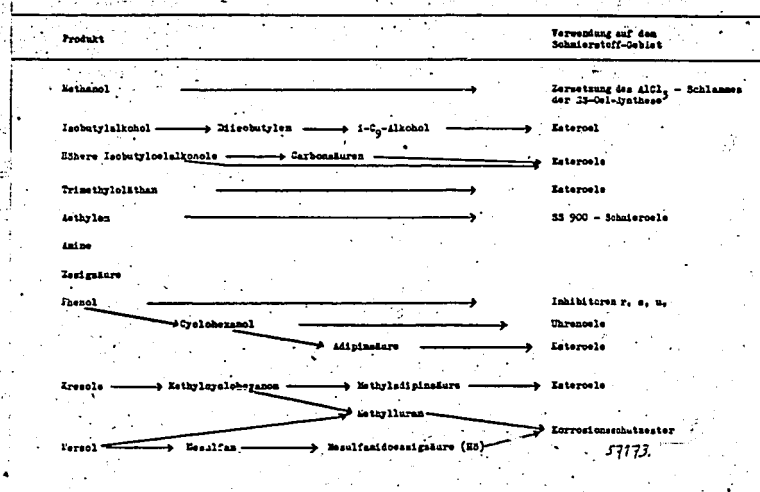 Produkt
Verwendung auf dem
Schmierstoff-Gebiet
Methanol
Zersetzung des AlCl3 - Schlammes
der SS-Oel-Synthese
Isobutylalkohol Diisobutylen i-C9-Alkohol Esteroel
Höhere Isobutyloelalkohole Carbonsäuren Esteroele
Trimethyloläthan Esteroele
Aethylen SS 900 - Schmieroele
Amine
Essigsäure
Phenol Inhibitoren r. s. u.
Cyclohexanol Uhrenoele
Adipinsäure Esteroele
Kresole Methylcyclohexanon Methyladipinsäure Esteroele
Methylluran
Korrosionsschutzester
Mersol Mesulfan Mesulfamidoessigsäure (HS)
57173.